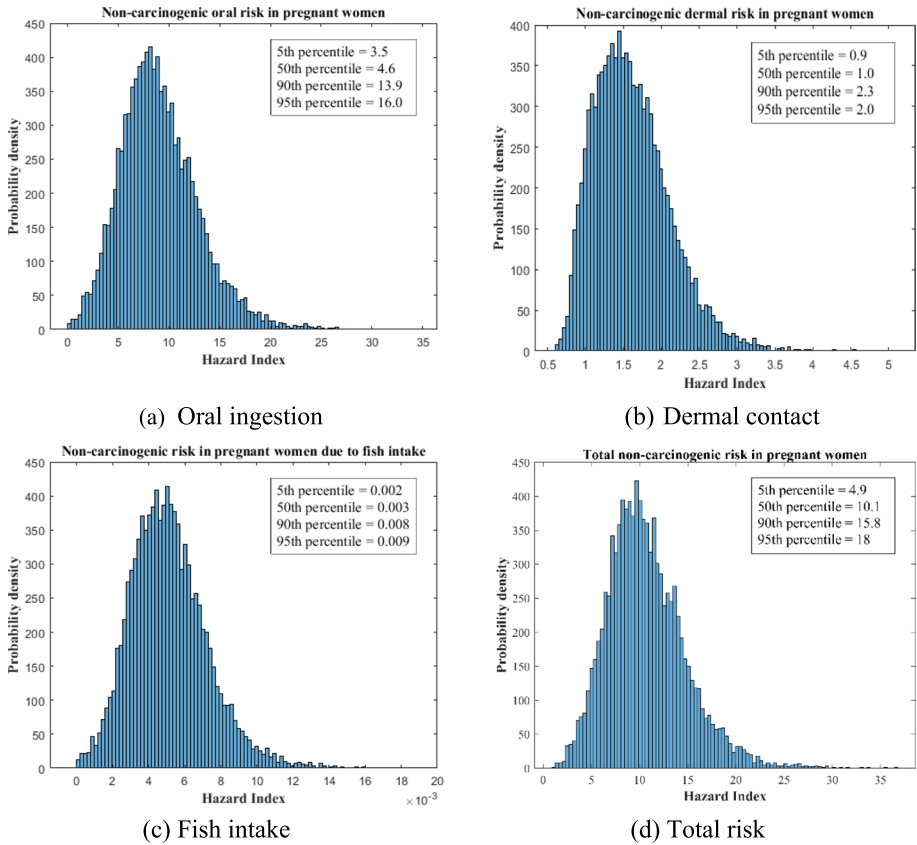 Non-carcinogenic oral risk in pregnant women
450
400
350
300
250
200
150
100
50
0
Probability density
5th percentile = 3.5
50th percentile = 4.6
90th percentile = 13.9
95th percentile = 16.0
0 5 10 15 20 25 30 35
Hazard Index
(a) Oral ingestion
Non-carcinogenic dermal risk in pregnant women
400
350
300
250
200
150
100
50
0
Probability density
5th percentile = 0.9
50th percentile = 1.0
90th percentile = 2.3
95th percentile = 2.0
0.5 1 1.5 2 2.5 3 3.5 4 4.5 5
Hazard Index
(b) Dermal contact
Non-carcinogenic risk in pregnant women due to fish intake
450
400
350
300
250
200
150
100
50
0
Probability density
5th percentile = 0.002
50th percentile = 0.003
90th percentile = 0.008
95th percentile = 0.009
0 2 4 6 8 10 12 14 16 18 20
Hazard Index
×10⁻³
(c) Fish intake
Total non-carcinogenic risk in pregnant women
450
400
350
300
250
200
150
100
50
0
Probability density
5th percentile = 4.9
50th percentile = 10.1
90th percentile = 15.8
95th percentile = 18
0 5 10 15 20 25 30 35
Hazard Index
(d) Total risk